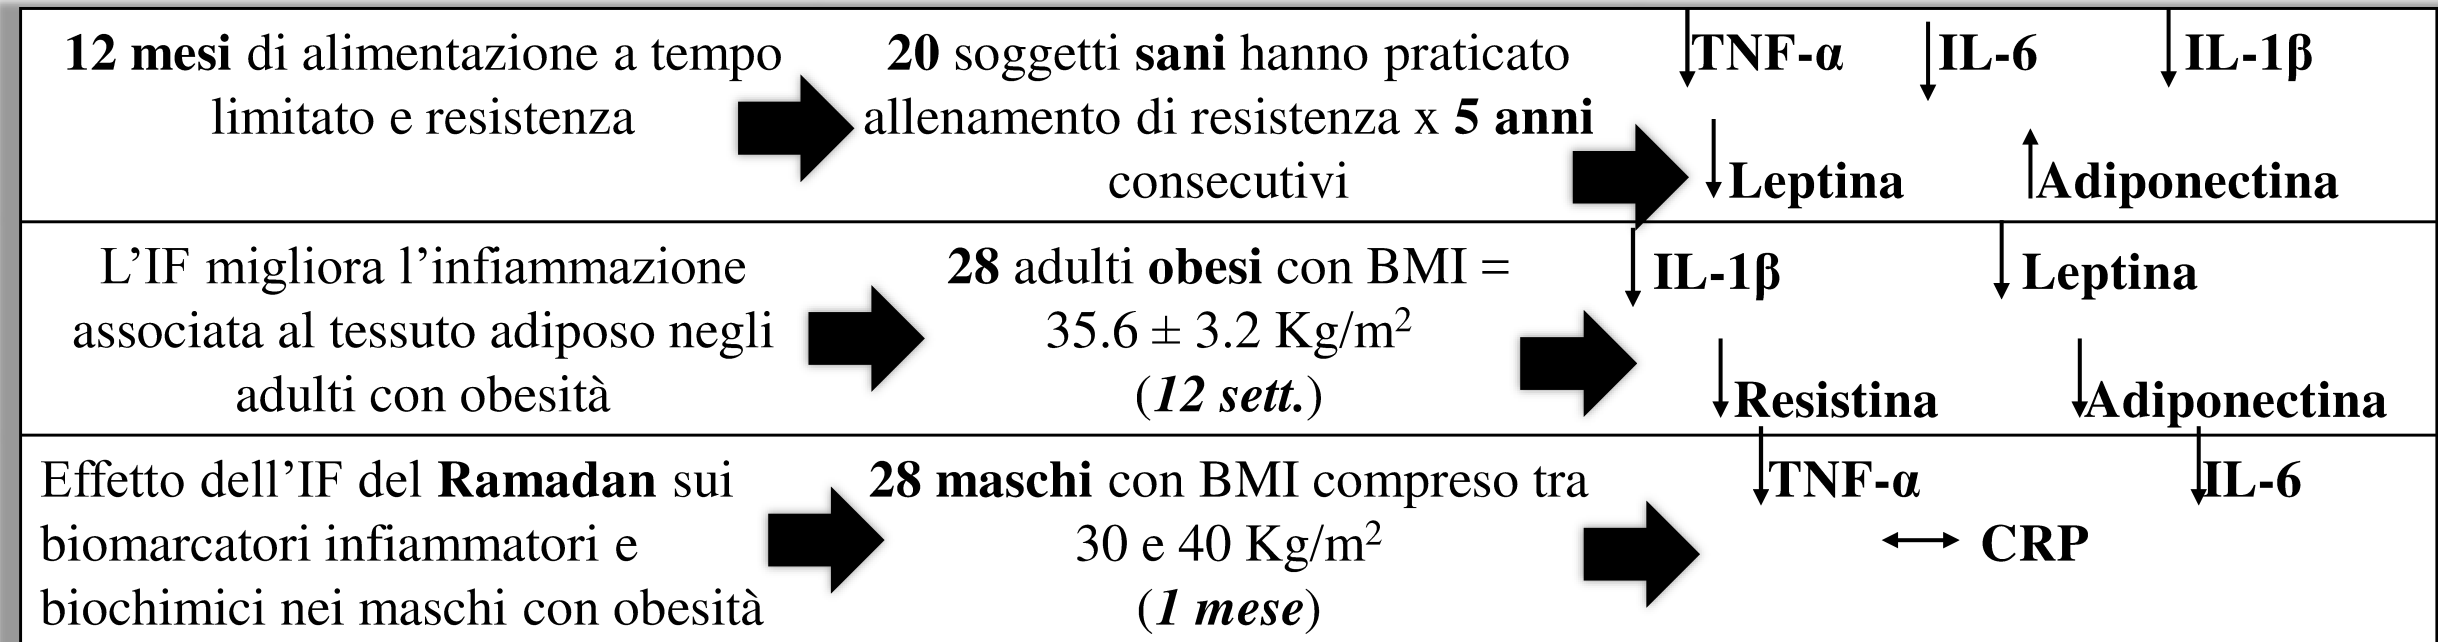 12 mesi di alimentazione a tempo
limitato e resistenza
20 soggetti sani hanno praticato
allenamento di resistenza x 5 anni
consecutivi
↓TNF-α ↓IL-6 ↓IL-1β
↓Leptina ↑Adiponectina
L’IF migliora l’infiammazione
associata al tessuto adiposo negli
adulti con obesità
28 adulti obesi con BMI =
35.6 ± 3.2 Kg/m²
(12 sett.)
↓IL-1β ↓Leptina
↓Resistina ↓Adiponectina
Effetto dell’IF del Ramadan sui
biomarcatori infiammatori e
biochimici nei maschi con obesità
28 maschi con BMI compreso tra
30 e 40 Kg/m²
(1 mese)
↓TNF-α ↓IL-6
↔ CRP